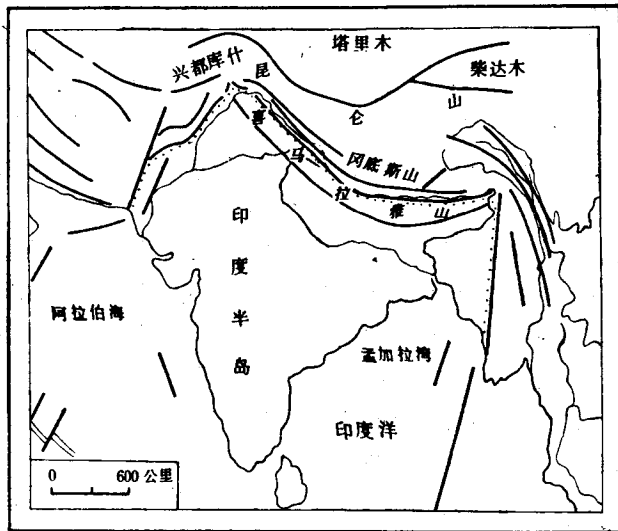 塔里木
兴都库什
柴达木
昆仑山
喜马拉雅山
冈底斯山
印度半岛
阿拉伯海
孟加拉湾
印度洋
0 600 公里